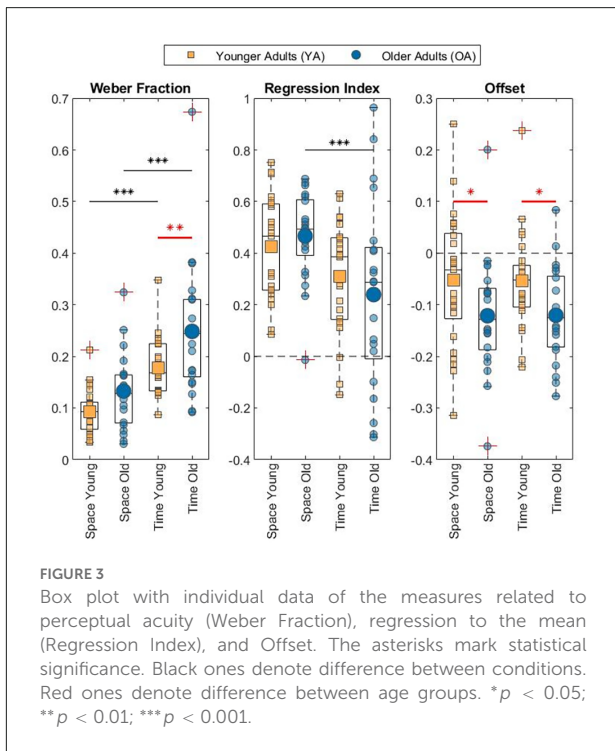 Younger Adults (YA) Older Adults (OA)
Weber Fraction Regression Index Offset
0.7 1 0.3
***
0.6 0.8 0.2
***
***
0.5 0.6 0.1
* *
**
0.4 0.4 0
0.3 0.2 -0.1
0.2 0 -0.2
0.1 -0.2 -0.3
0 -0.4 -0.4
Space Young Space Old Time Young Time Old Space Young Space Old Time Young Time Old Space Young Space Old Time Young Time Old
FIGURE 3
Box plot with individual data of the measures related to
perceptual acuity (Weber Fraction), regression to the mean
(Regression Index), and Offset. The asterisks mark statistical
significance. Black ones denote difference between conditions.
Red ones denote difference between age groups. *p < 0.05;
**p < 0.01; ***p < 0.001.